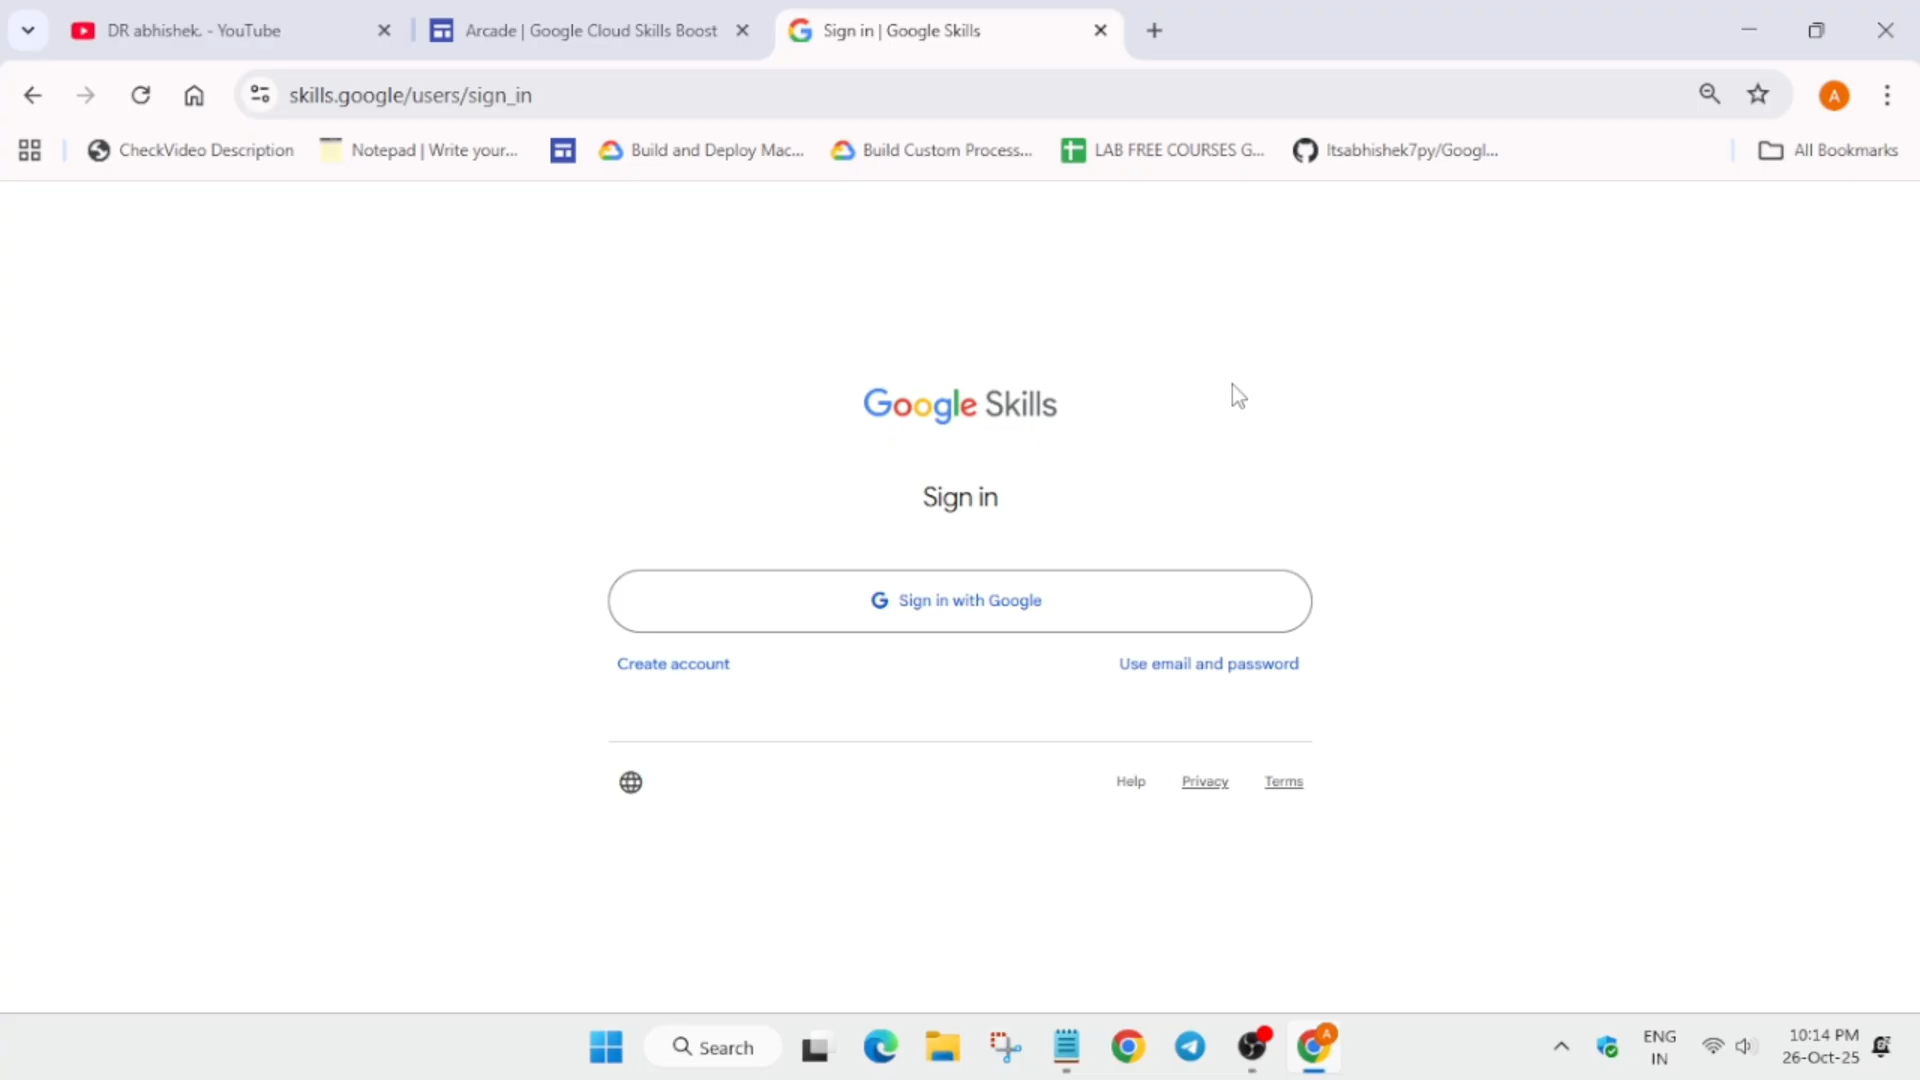 DR abhishek. - YouTube
Arcade | Google Cloud Skills Boost
Sign in | Google Skills
skills.google/users/sign_in
A
CheckVideo Description
Notepad | Write your...
Build and Deploy Mac...
Build Custom Process...
LAB FREE COURSES G...
Itsabhishek7py/Googl...
All Bookmarks
Google Skills
Sign in
G Sign in with Google
Create account
Use email and password
Help
Privacy
Terms
Search
A
ENG
IN
10:14 PM
26-Oct-25